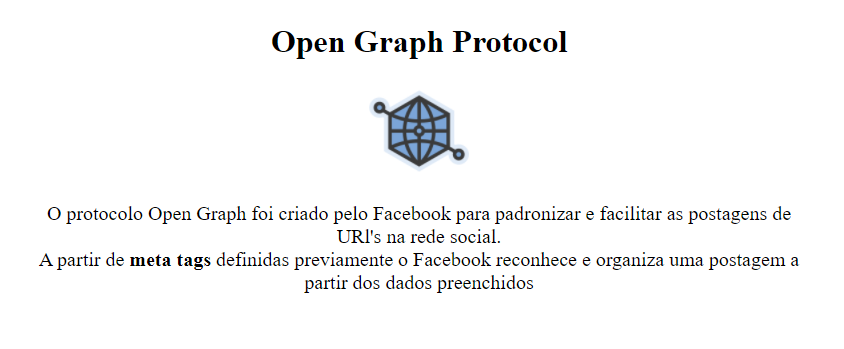 Open Graph Protocol
O protocolo Open Graph foi criado pelo Facebook para padronizar e facilitar as postagens de
URl's na rede social.
A partir de meta tags definidas previamente o Facebook reconhece e organiza uma postagem a
partir dos dados preenchidos